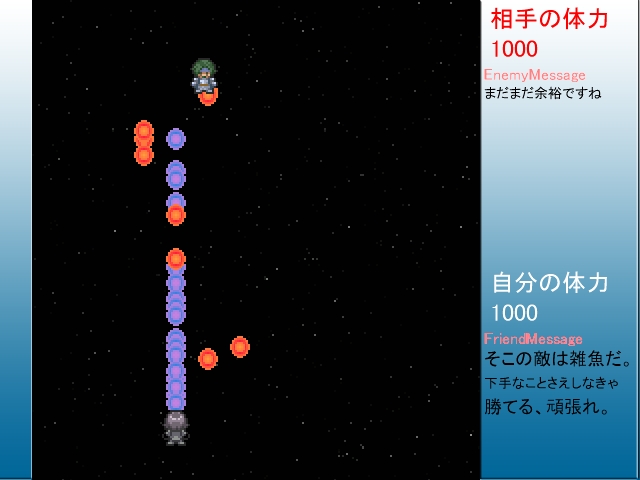 相手の体力
1000
EnemyMessage
まだまだ余裕ですね
自分の体力
1000
FriendMessage
そこの敵は雑魚だ。
下手なことさえしなきゃ
勝てる、頑張れ。